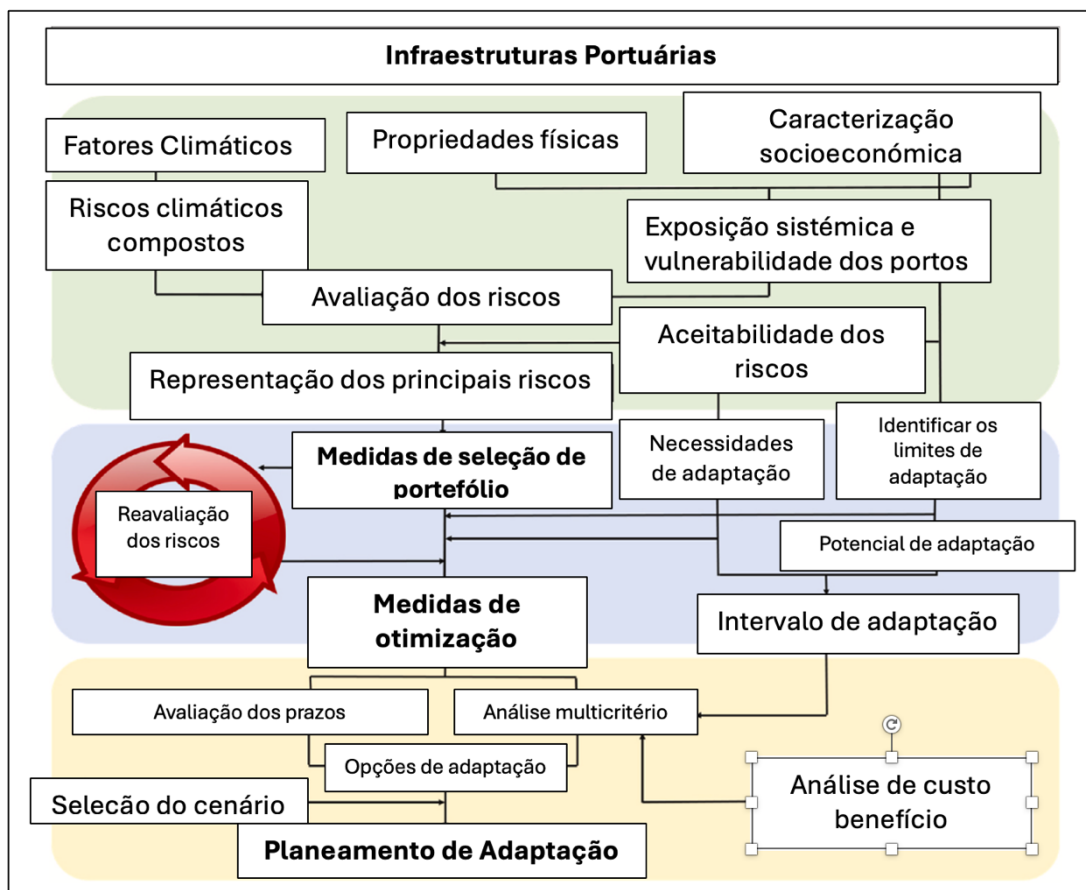 Infraestruturas Portuárias
Fatores Climáticos
Propriedades físicas
Caracterização
socioeconómica
Riscos climáticos
compostos
Exposição sistémica e
vulnerabilidade dos portos
Avaliação dos riscos
Aceitabilidade dos
riscos
Representação dos principais riscos
Medidas de seleção de
portefólio
Necessidades
de adaptação
Identificar os
limites de
adaptação
Reavaliação
dos riscos
Potencial de adaptação
Medidas de
otimização
Intervalo de adaptação
Avaliação dos prazos
Análise multicritério
Opções de adaptação
Análise de custo
benefício
Selecão do cenário
Planeamento de Adaptação